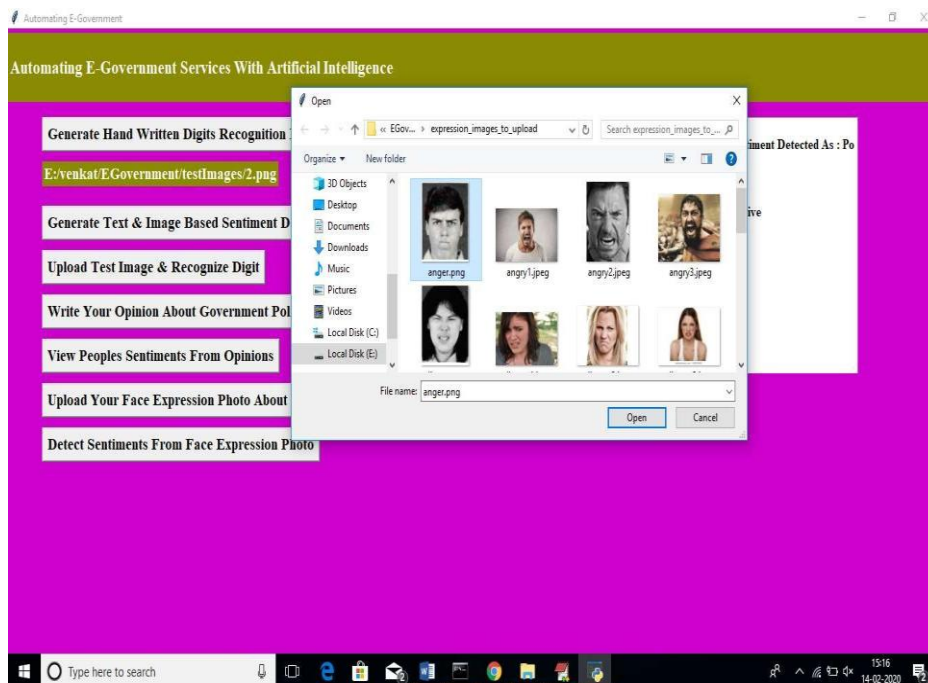 Automating E-Government
Automating E-Government Services With Artificial Intelligence
Generate Hand Written Digits Recognition
E:/venkat/EGovernment/testImages/2.png
Generate Text & Image Based Sentiment D
Upload Test Image & Recognize Digit
Write Your Opinion About Government Pol
View Peoples Sentiments From Opinions
Upload Your Face Expression Photo About
Detect Sentiments From Face Expression Photo
Open
« EGov... › expression_images_to_upload
Search expression_images_to_...
Organize
New folder
3D Objects
Desktop
Documents
Downloads
Music
Pictures
Videos
Local Disk (C:)
Local Disk (E:)
anger.png
angry1.jpeg
angry2.jpeg
angry3.jpeg
File name: anger.png
Open
Cancel
iment Detected As : Po
ive
Type here to search
15:16
14-02-2020